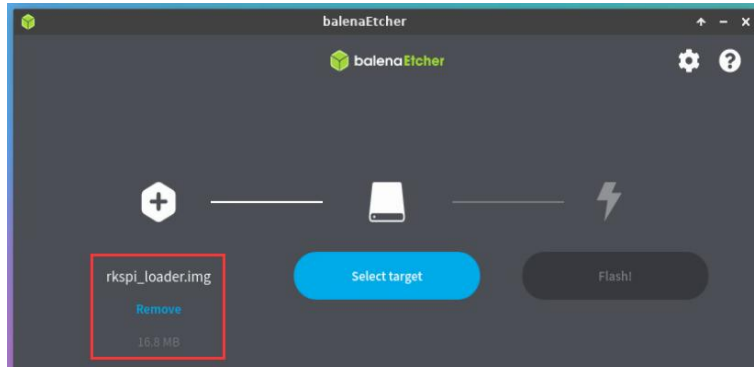 balenaEtcher
balenaEtcher
rkspi_loader.img
Select target
Flash!
Remove
16.8 MB